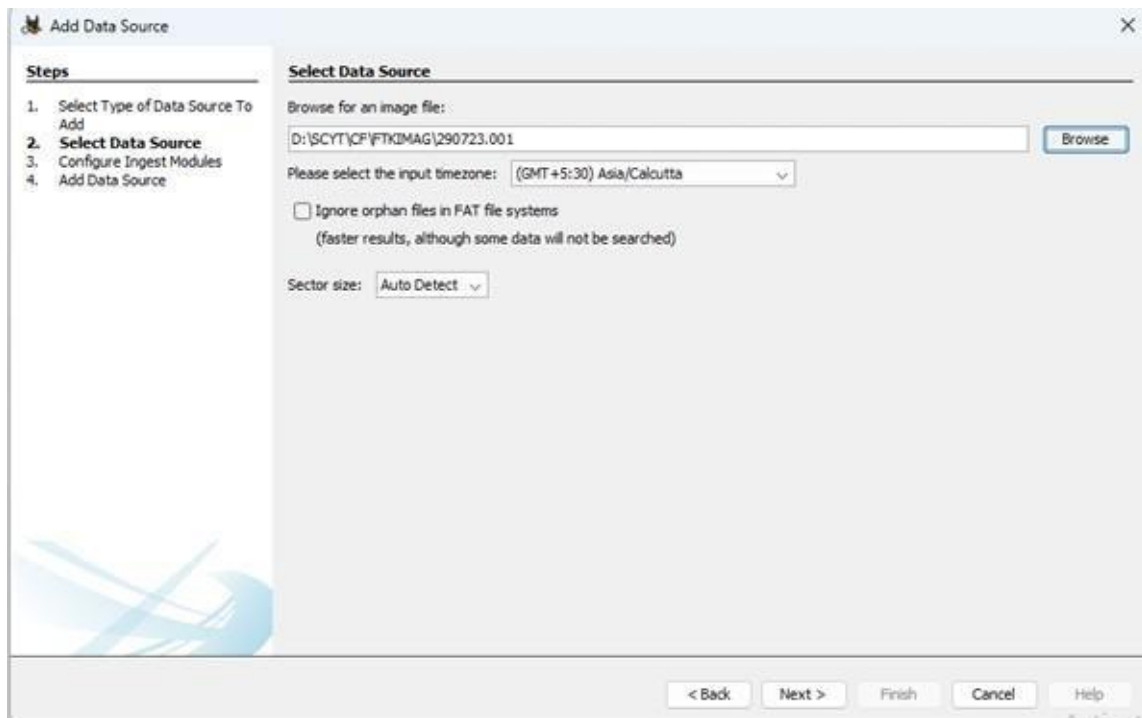 Add Data Source
Steps
1. Select Type of Data Source To
Add
2. Select Data Source
3. Configure Ingest Modules
4. Add Data Source
Select Data Source
Browse for an image file:
D:\SCYT\CF\FTKIMAG\290723.001
Browse
Please select the input timezone: (GMT+5:30) Asia/Calcutta
Ignore orphan files in FAT file systems
(faster results, although some data will not be searched)
Sector size: Auto Detect
< Back Next > Finish Cancel Help